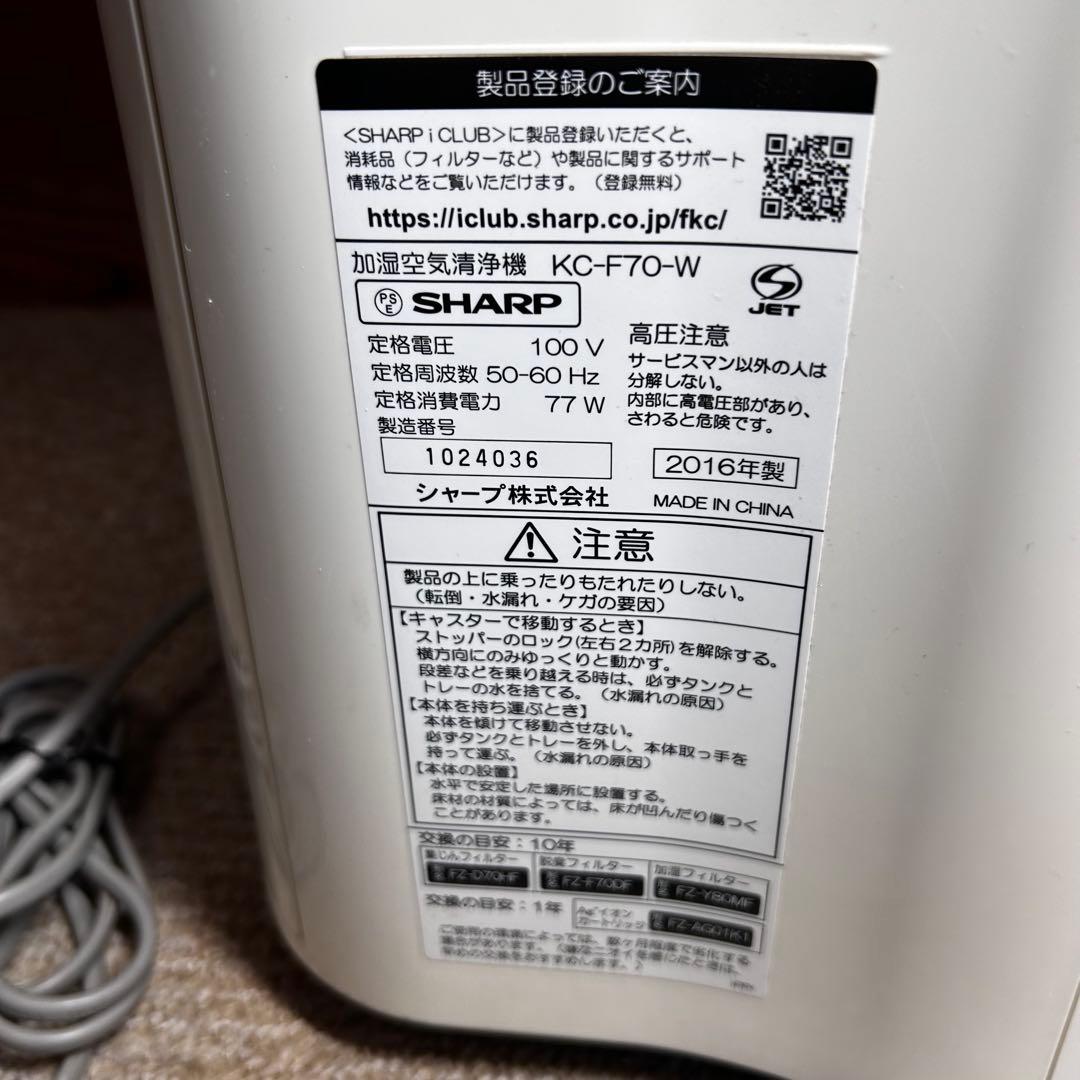 製品登録のご案内
<SHARP i CLUB>に製品登録いただくと、
消耗品（フィルターなど）や製品に関するサポート
情報などをご覧いただけます。（登録無料）
https://iclub.sharp.co.jp/fkc/
加湿空気清浄機 KC-F70-W
PSE SHARP
JET
定格電圧 100 V
定格周波数 50-60 Hz
定格消費電力 77 W
製造番号
1024036
シャープ株式会社
高圧注意
サービスマン以外の人は
分解しない。
内部に高電圧部があり、
さわると危険です。
2016年製
MADE IN CHINA
注意
製品の上に乗ったりもたれたりしない。
（転倒・水漏れ・ケガの要因）
【キャスターで移動するとき】
ストッパーのロック(左右２カ所)を解除する。
横方向にのみゆっくりと動かす。
段差などを乗り越える時は、必ずタンクと
トレーの水を捨てる。（水漏れの原因）
【本体を持ち運ぶとき】
本体を傾けて移動させない。
必ずタンクとトレーを外し、本体取っ手を
持って運ぶ。（水漏れの原因）
【本体の設置】
水平で安定した場所に設置する。
床材の材質によっては、床が凹んだり傷つく
ことがあります。
交換の目安：10年
集じんフィルター 脱臭フィルター 加湿フィルター
FZ-D70HF FZ-F70DF FZ-Y80MF
交換の目安：1年 Ag⁺イオンカートリッジ FZ-AG01K1